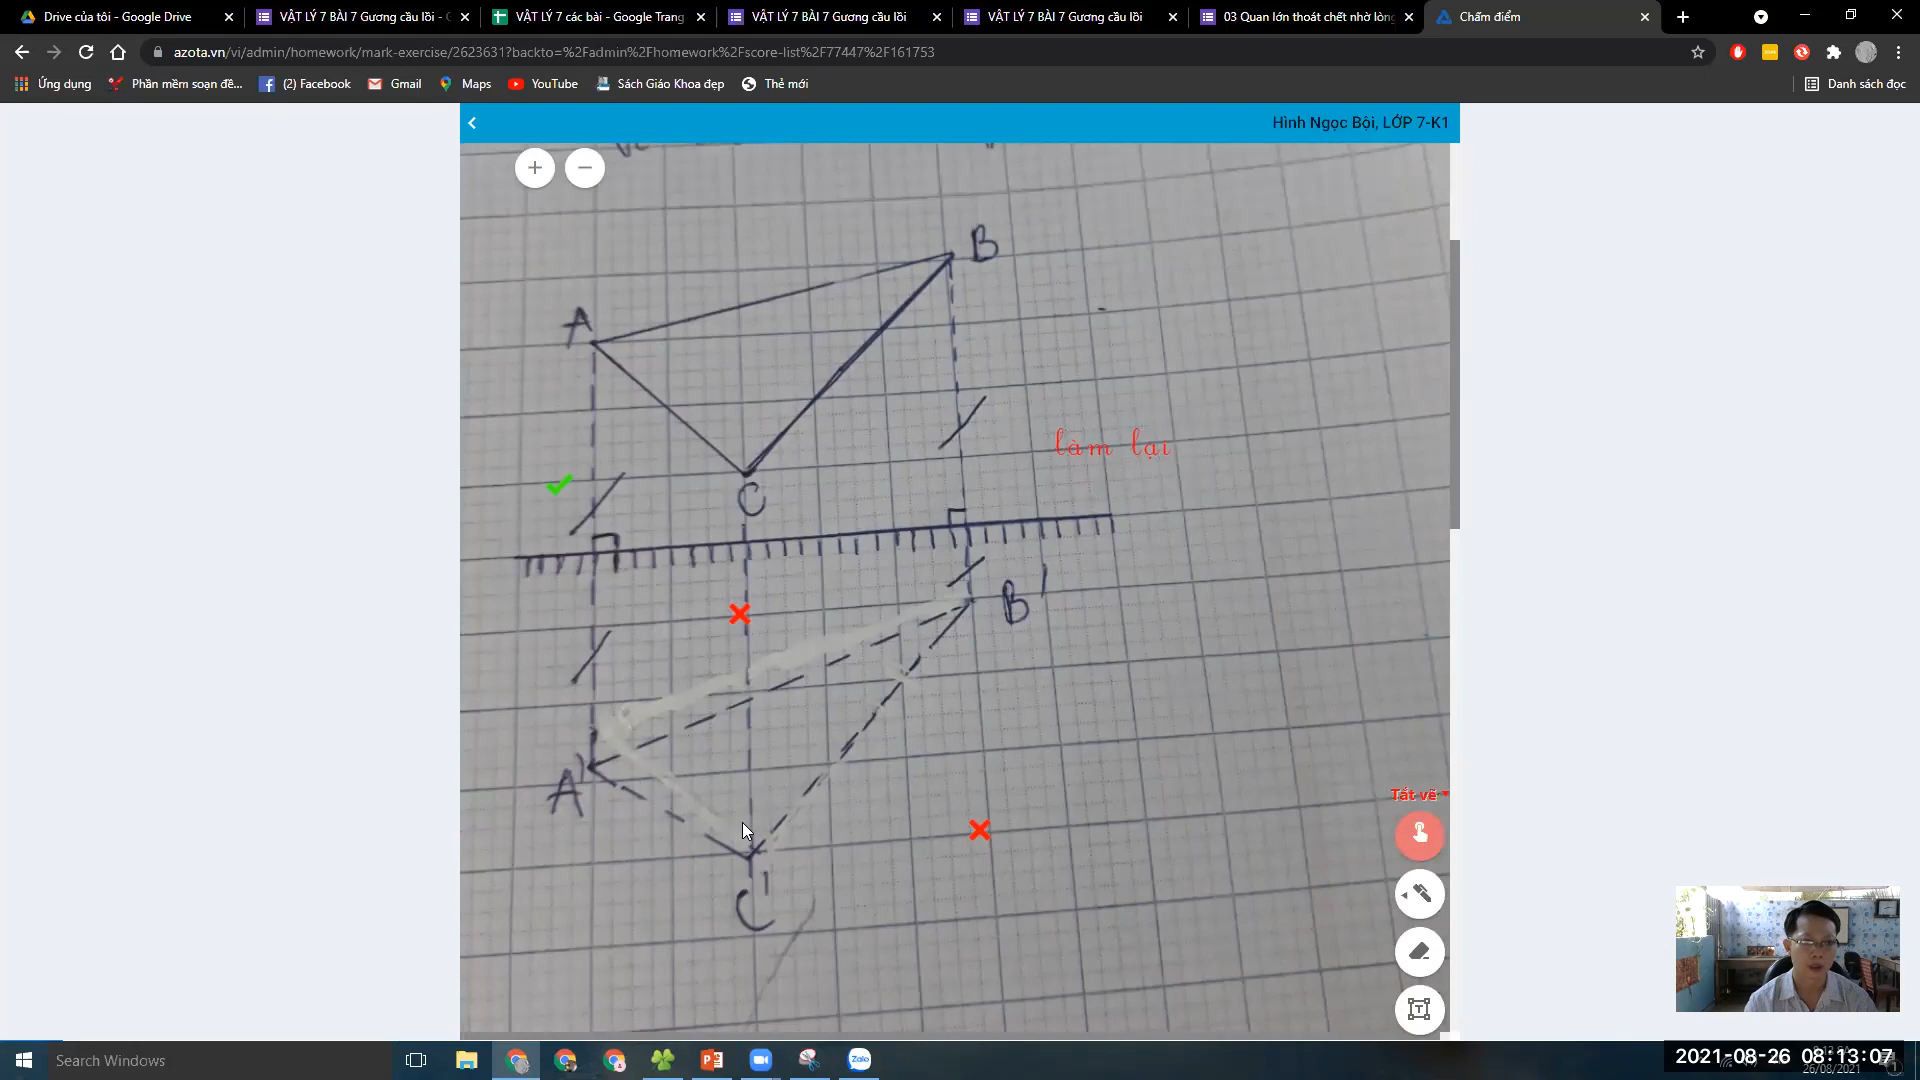 Drive của tôi - Google Drive
VẬT LÝ 7 BÀI 7 Gương cầu lồi -
VẬT LÝ 7 các bài - Google Trang
VẬT LÝ 7 BÀI 7 Gương cầu lồi
VẬT LÝ 7 BÀI 7 Gương cầu lồi
03 Quan lớn thoát chết nhờ lòng
Chấm điểm
azota.vn/vi/admin/homework/mark-exercise/2623631?backto=%2Fadmin%2Fhomework%2Fscore-list%2F77447%2F161753
Ứng dụng
Phần mềm soạn đề...
(2) Facebook
Gmail
Maps
YouTube
Sách Giáo Khoa đẹp
Thẻ mới
Danh sách đọc
Hình Ngọc Bội, LỚP 7-K1
B
A
làm lại
C
B'
A'
Tắt vẽ
C'
Search Windows
Zalo
2021-08-26 08:13:07
26/08/2021